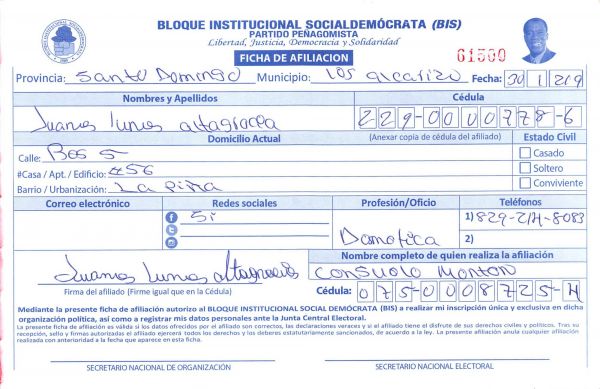 BLOQUE INSTITUCIONAL SOCIALDEMÓCRATA (BIS)
PARTIDO PEÑAGOMISTA
Libertad, Justicia, Democracia y Solidaridad
FICHA DE AFILIACION
61500
Provincia: Santo Domingo Municipio: Los alcarrizo Fecha: 30 1 219
Nombres y Apellidos Cédula
altagracia 229-0000778-6
Domicilio Actual (Anexar copia de cédula del afiliado) Estado Civil
Calle: 5 Casado
#Casa / Apt. / Edificio: #56 Soltero
Barrio / Urbanización: La piña Conviviente
Correo electrónico Redes sociales Profesión/Oficio Teléfonos
Si 1) 829-214-8083
2)
Nombre completo de quien realiza la afiliación
altagracia Consuelo
Firma del afiliado (Firme igual que en la Cédula) Cédula: 075-0008725-4
Mediante la presente ficha de afiliación autorizo al BLOQUE INSTITUCIONAL SOCIAL DEMÓCRATA (BIS) a realizar mi inscripción única y exclusiva en dicha
organización política, así como a registrar mis datos personales ante la Junta Central Electoral.
La presente ficha de afiliación es válida si los datos ofrecidos por el afiliado son correctos, las declaraciones veraces y si el afiliado tiene el disfrute de sus derechos civiles y políticos. Tras su
recepción, sello y firmas autorizadas el afiliado ejercerá todos los derechos y los deberes estatutariamente sancionados, de acuerdo a la ley. La presente afiliación anula cualquier afiliación
realizada con anterioridad a la fecha que aparece en esta ficha.
SECRETARIO NACIONAL DE ORGANIZACIÓN SECRETARIO NACIONAL ELECTORAL